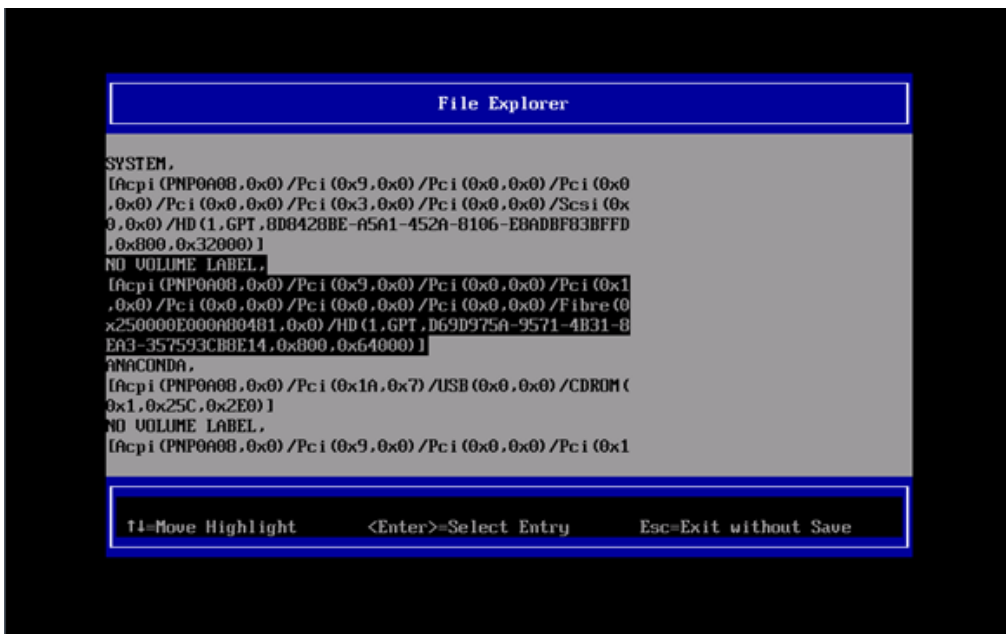 File Explorer
SYSTEM,
[Acpi(PNP0A08,0x0)/Pci(0x9,0x0)/Pci(0x0,0x0)/Pci(0x0
,0x0)/Pci(0x0,0x0)/Pci(0x3,0x0)/Pci(0x0,0x0)/Scsi(0x
0,0x0)/HD(1,GPT,8D8428BE-A5A1-452A-8106-E8ADBF83BFFD
,0x800,0x32000)]
NO VOLUME LABEL,
[Acpi(PNP0A08,0x0)/Pci(0x9,0x0)/Pci(0x0,0x0)/Pci(0x1
,0x0)/Pci(0x0,0x0)/Pci(0x0,0x0)/Pci(0x0,0x0)/Fibre(0
x250000E000A80481,0x0)/HD(1,GPT,D69D975A-9571-4B31-8
EA3-357593CB8E14,0x800,0x64000)]
ANACONDA,
[Acpi(PNP0A08,0x0)/Pci(0x1A,0x7)/USB(0x0,0x0)/CDROM(
0x1,0x25C,0x2E0)]
NO VOLUME LABEL,
[Acpi(PNP0A08,0x0)/Pci(0x9,0x0)/Pci(0x0,0x0)/Pci(0x1
↑↓=Move Highlight <Enter>=Select Entry Esc=Exit without Save